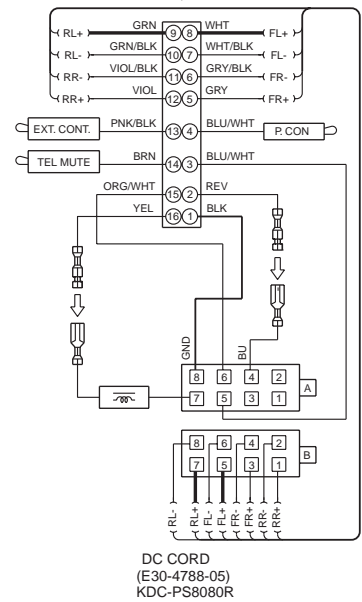 RL+ GRN 9 8 WHT FL+
RL- GRN/BLK 10 7 WHT/BLK FL-
RR- VIOL/BLK 11 6 GRY/BLK FR-
RR+ VIOL 12 5 GRY FR+
EXT. CONT. PNK/BLK 13 4 BLU/WHT P. CON
TEL MUTE BRN 14 3 BLU/WHT
ORG/WHT 15 2 REV
YEL 16 1 BLK
GND BU
8 6 4 2
7 5 3 1 A
8 6 4 2
7 5 3 1 B
RL- RL+ FL- FL+ FR- FR+ RR- RR+
DC CORD
(E30-4788-05)
KDC-PS8080R